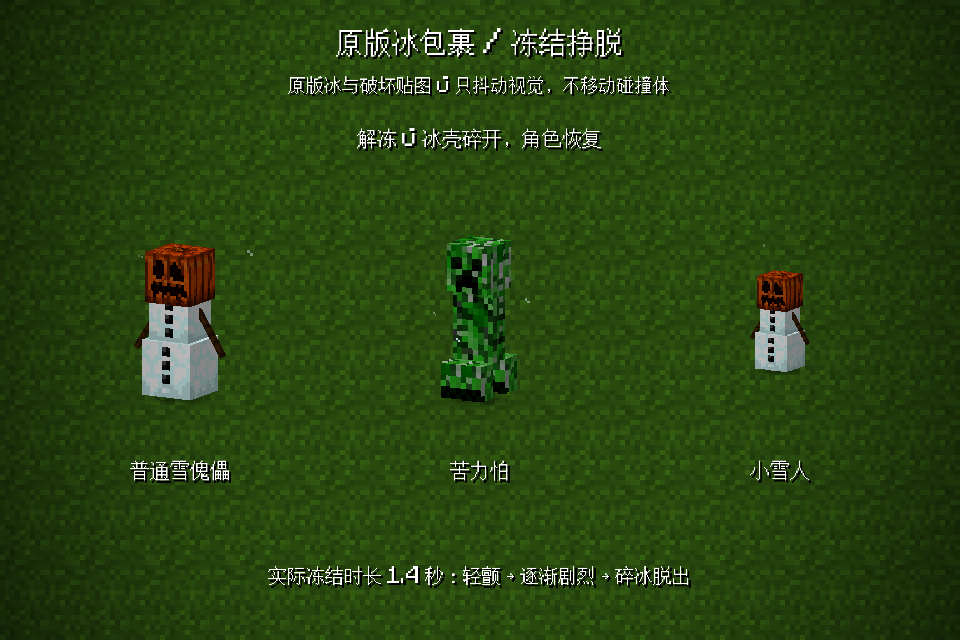 原版冰包裹 / 冻结挣脱
原版冰与破坏贴图 Ü 只抖动视觉，不移动碰撞体
解冻 Ü 冰壳碎开，角色恢复
普通雪傀儡
苦力怕
小雪人
实际冻结时长 1.4 秒：轻颤 → 逐渐剧烈 → 碎冰脱出